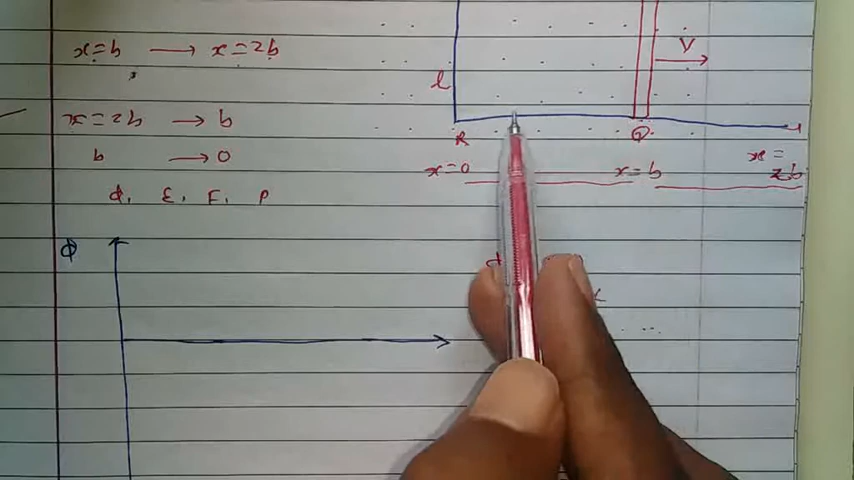 x=b → x=2b
V
l
x=2b → b
R
Q
b → 0
x=0
x=b
x=
2b
ϕ, ε, F, P
ϕ